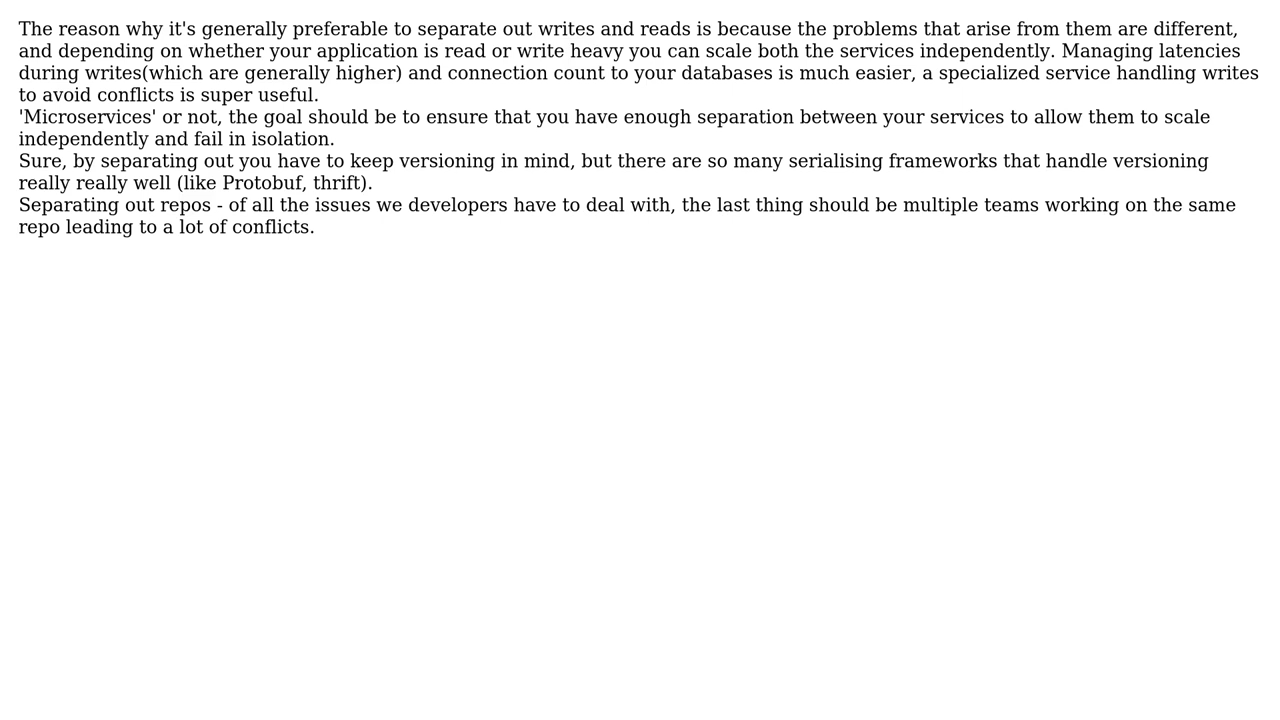 The reason why it's generally preferable to separate out writes and reads is because the problems that arise from them are different,
and depending on whether your application is read or write heavy you can scale both the services independently. Managing latencies
during writes(which are generally higher) and connection count to your databases is much easier, a specialized service handling writes
to avoid conflicts is super useful.
'Microservices' or not, the goal should be to ensure that you have enough separation between your services to allow them to scale
independently and fail in isolation.
Sure, by separating out you have to keep versioning in mind, but there are so many serialising frameworks that handle versioning
really really well (like Protobuf, thrift).
Separating out repos - of all the issues we developers have to deal with, the last thing should be multiple teams working on the same
repo leading to a lot of conflicts.